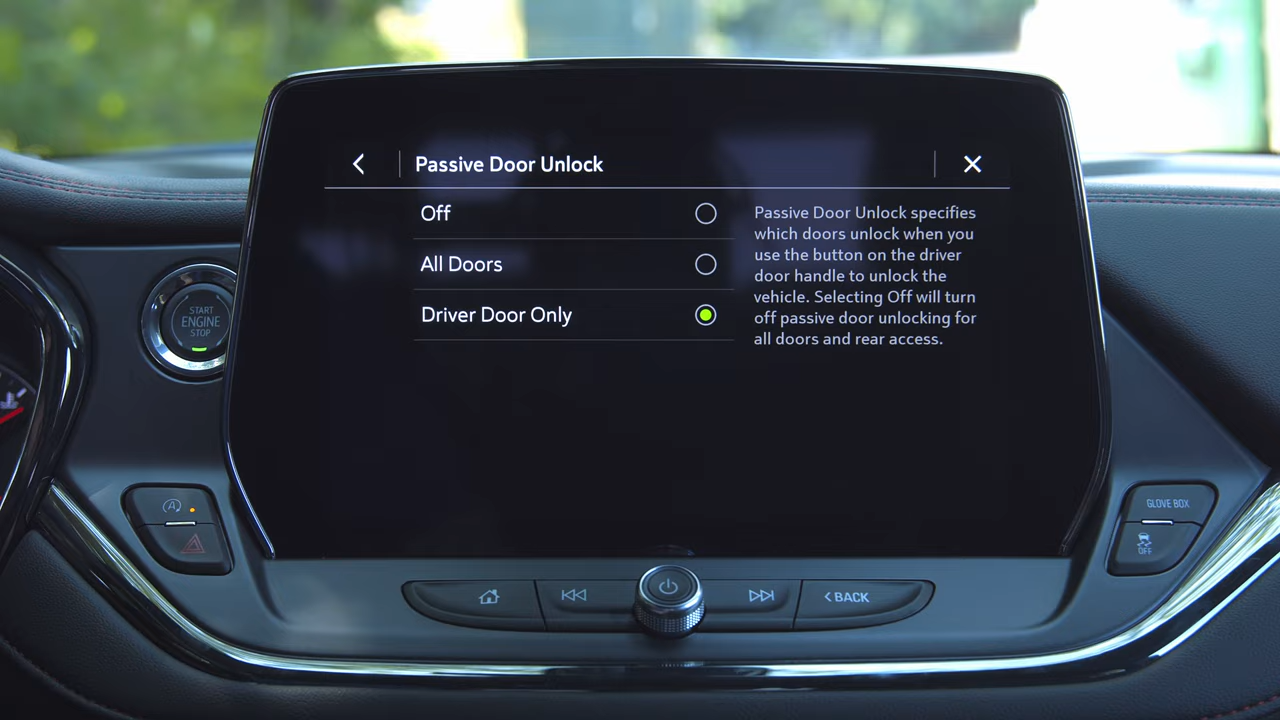 Passive Door Unlock
Off
All Doors
Driver Door Only
Passive Door Unlock specifies
which doors unlock when you
use the button on the driver
door handle to unlock the
vehicle. Selecting Off will turn
off passive door unlocking for
all doors and rear access.
START
ENGINE
STOP
A
GLOVE BOX
OFF
BACK